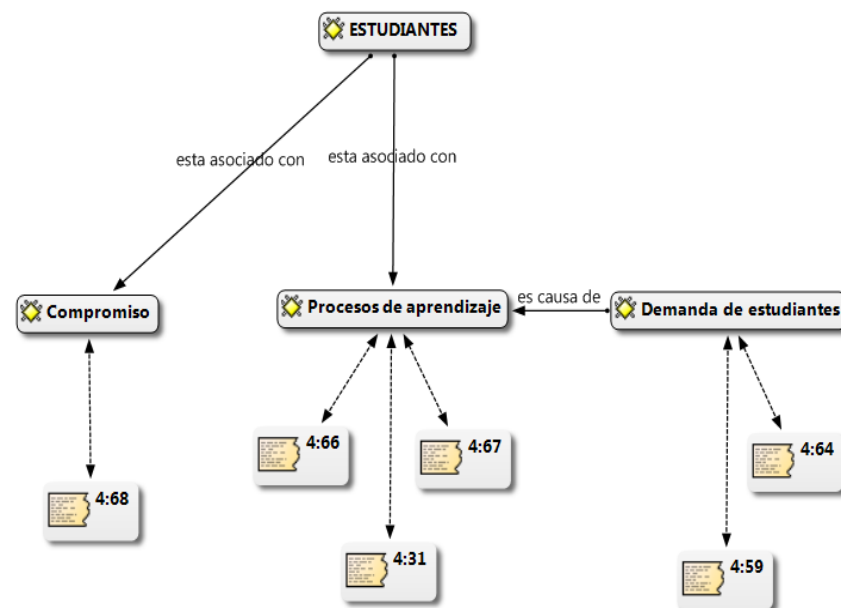 ESTUDIANTES
esta asociado con
esta asociado con
es causa de
Compromiso
Procesos de aprendizaje
Demanda de estudiantes
4:66
4:67
4:64
4:68
4:31
4:59